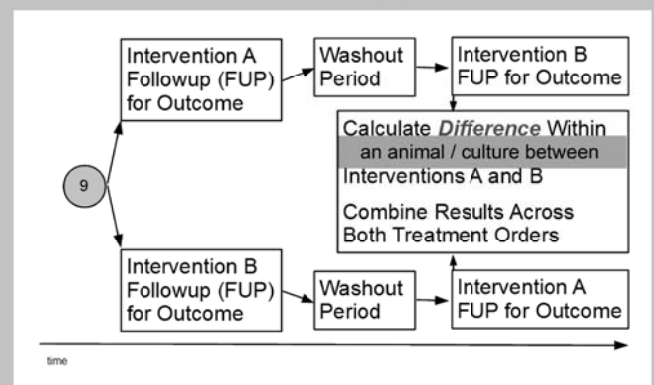 Intervention A
Followup (FUP)
for Outcome
Washout
Period
Intervention B
FUP for Outcome
Calculate Difference Within
an animal / culture between
Interventions A and B
Combine Results Across
Both Treatment Orders
9
Intervention B
Followup (FUP)
for Outcome
Washout
Period
Intervention A
FUP for Outcome
time